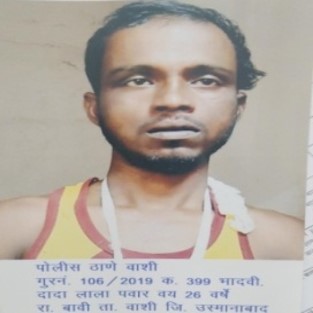 पोलीस ठाणे वाशी
गुरनं. 106/2019 क. 399 भादवी.
दादा लाला पवार वय 26 वर्षे
रा. बावी ता. वाशी जि. उस्मानाबाद